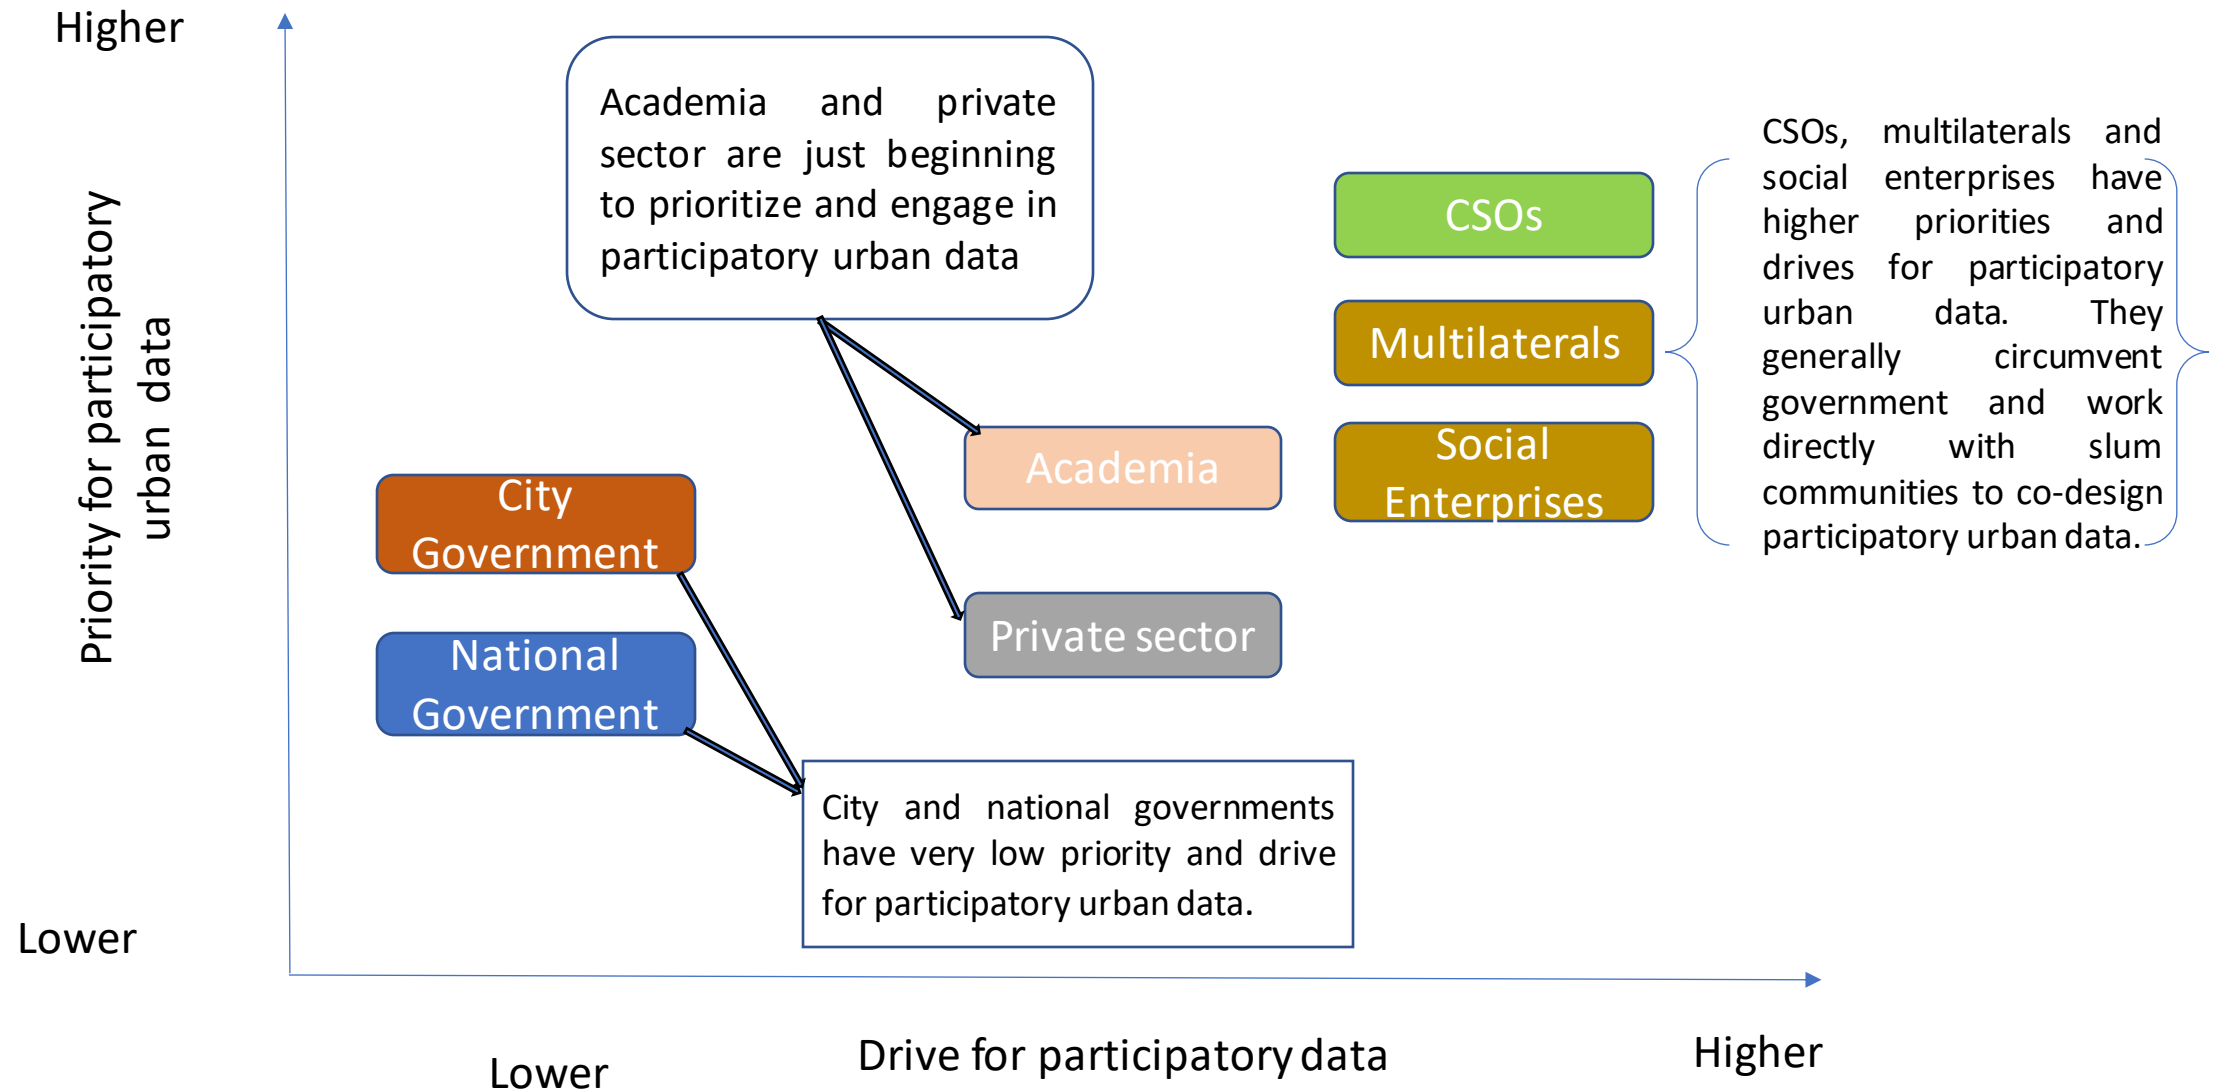 Higher
Priority for participatory
urban data
Lower
Academia and private
sector are just beginning
to prioritize and engage in
participatory urban data
CSOs
Multilaterals
Social
Enterprises
CSOs, multilaterals and
social enterprises have
higher priorities and
drives for participatory
urban data. They
generally circumvent
government and work
directly with slum
communities to co-design
participatory urban data.
Academia
City
Government
Private sector
National
Government
City and national governments
have very low priority and drive
for participatory urban data.
Lower
Drive for participatory data
Higher